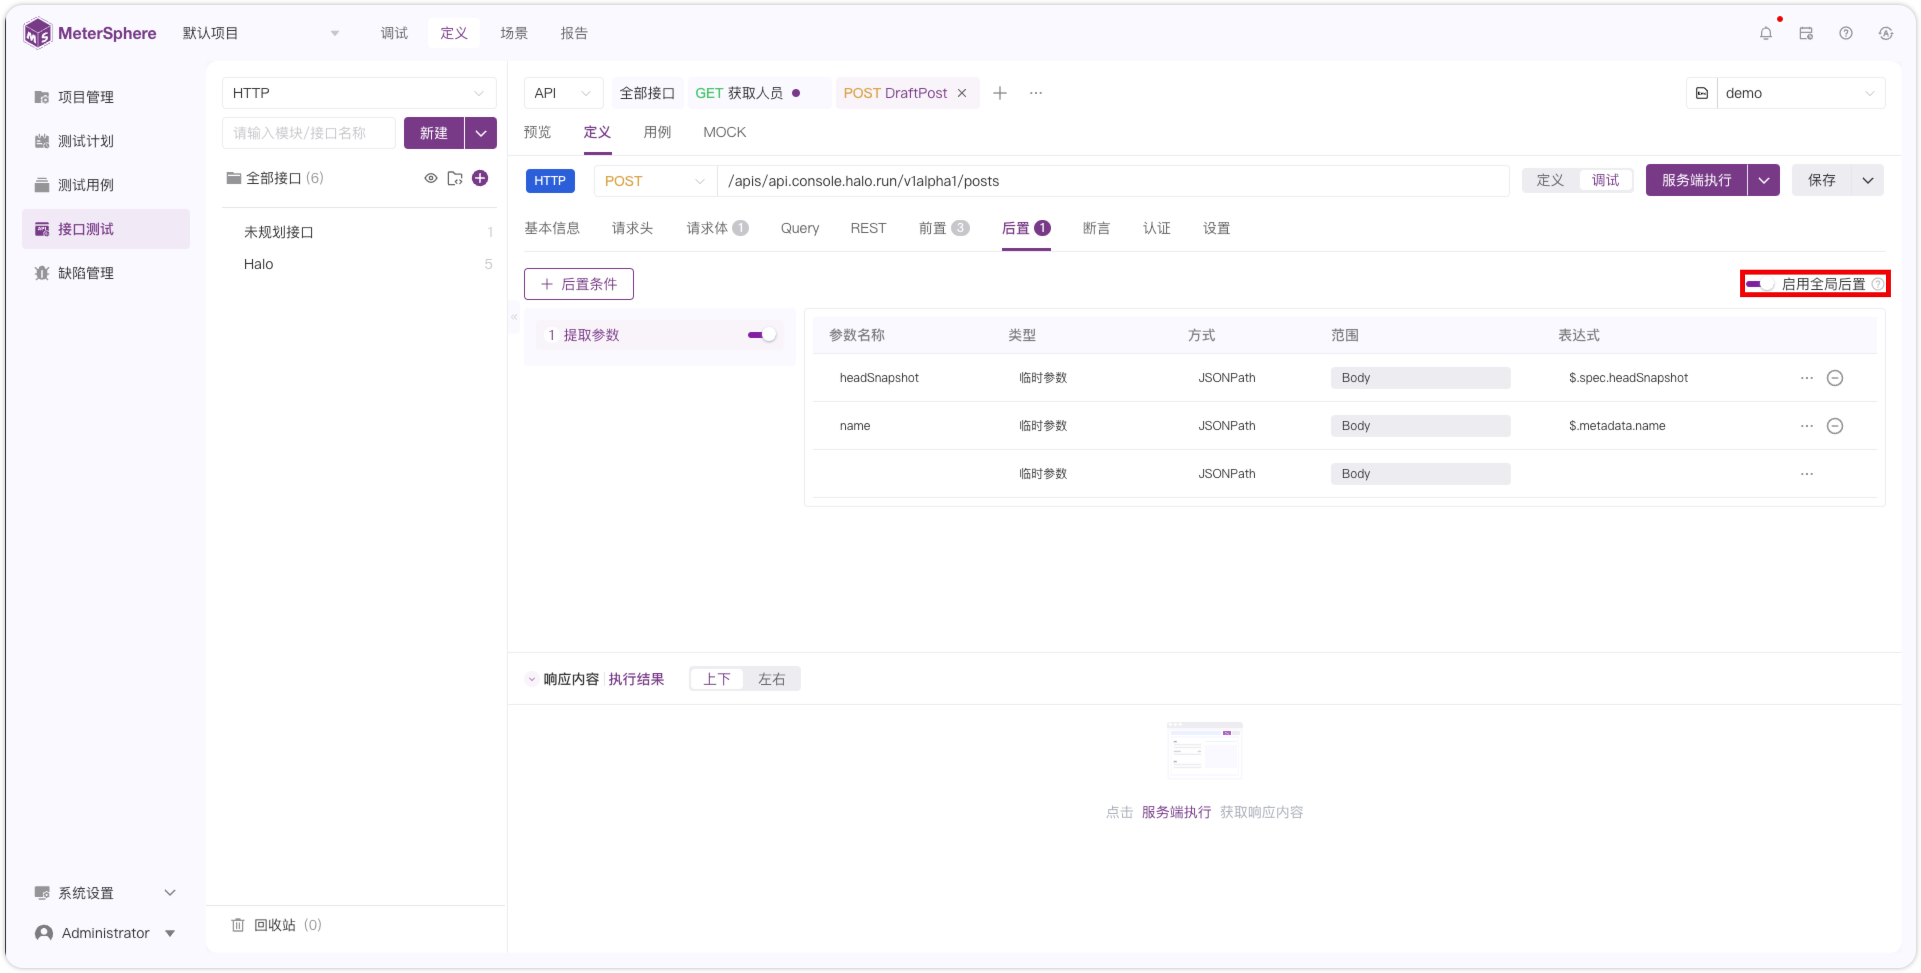 MeterSphere 默认项目 调试 定义 场景 报告
项目管理
测试计划
测试用例
接口测试
缺陷管理
系统设置
Administrator
HTTP
请输入模块/接口名称 新建
全部接口 (6)
未规划接口 1
Halo 5
回收站 (0)
API 全部接口 GET 获取人员 POST DraftPost demo
预览 定义 用例 MOCK
HTTP POST /apis/api.console.halo.run/v1alpha1/posts 定义 调试 服务端执行 保存
基本信息 请求头 请求体 1 Query REST 前置 3 后置 1 断言 认证 设置
后置条件 启用全局后置
1 提取参数
参数名称 类型 方式 范围 表达式
headSnapshot 临时参数 JSONPath Body $.spec.headSnapshot
name 临时参数 JSONPath Body $.metadata.name
临时参数 JSONPath Body
响应内容 执行结果 上下 左右
点击 服务端执行 获取响应内容